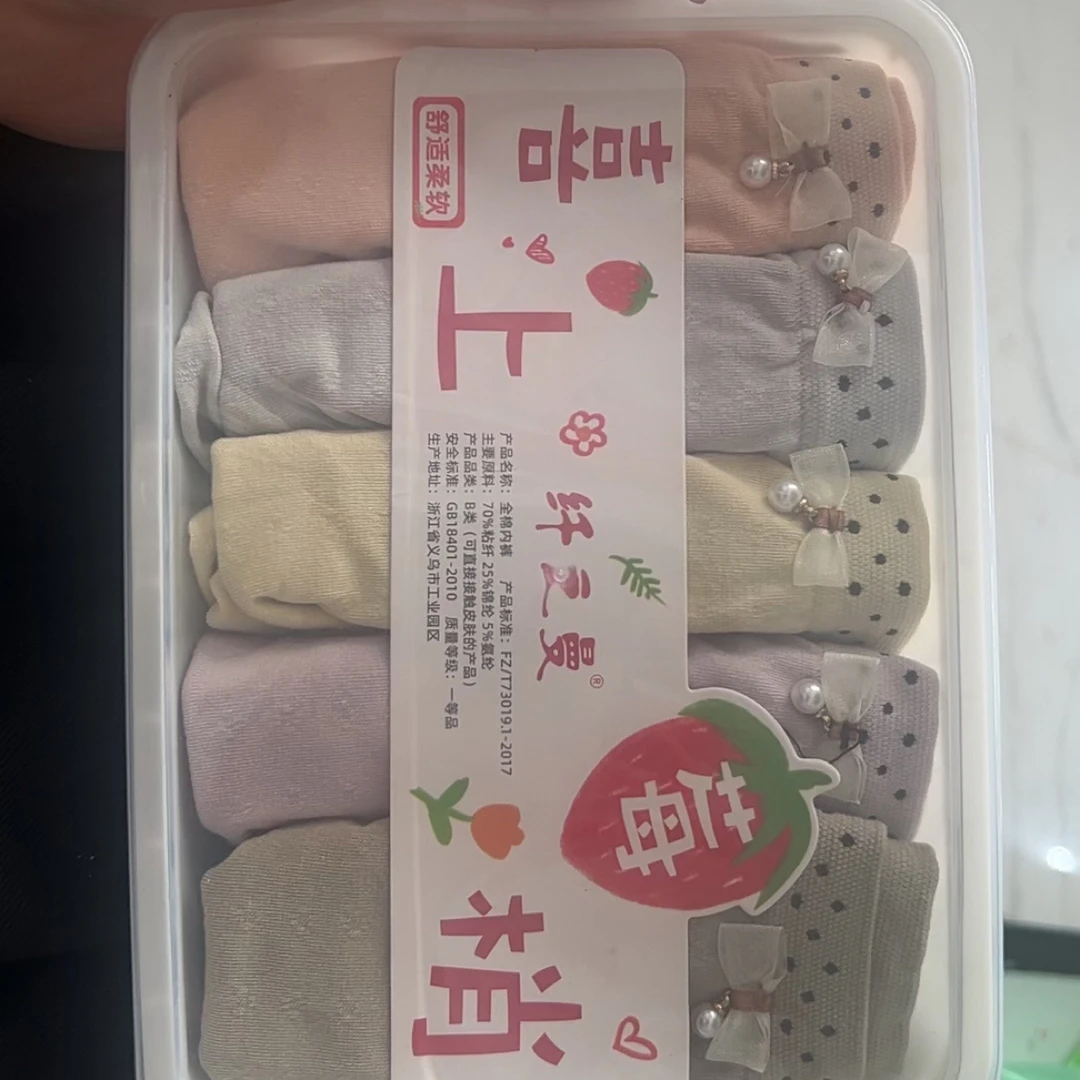 喜上莓梢
纤之曼®
产品名称：全棉内裤 产品标准：FZ/T73019.1-2017
主要原料：70%粘纤 25%锦纶 5%氨纶
产品品类：B类（可直接接触皮肤的产品）
安全标准：GB18401-2010 质量等级：一等品
生产地址：浙江省义乌市工业园区
舒适柔软